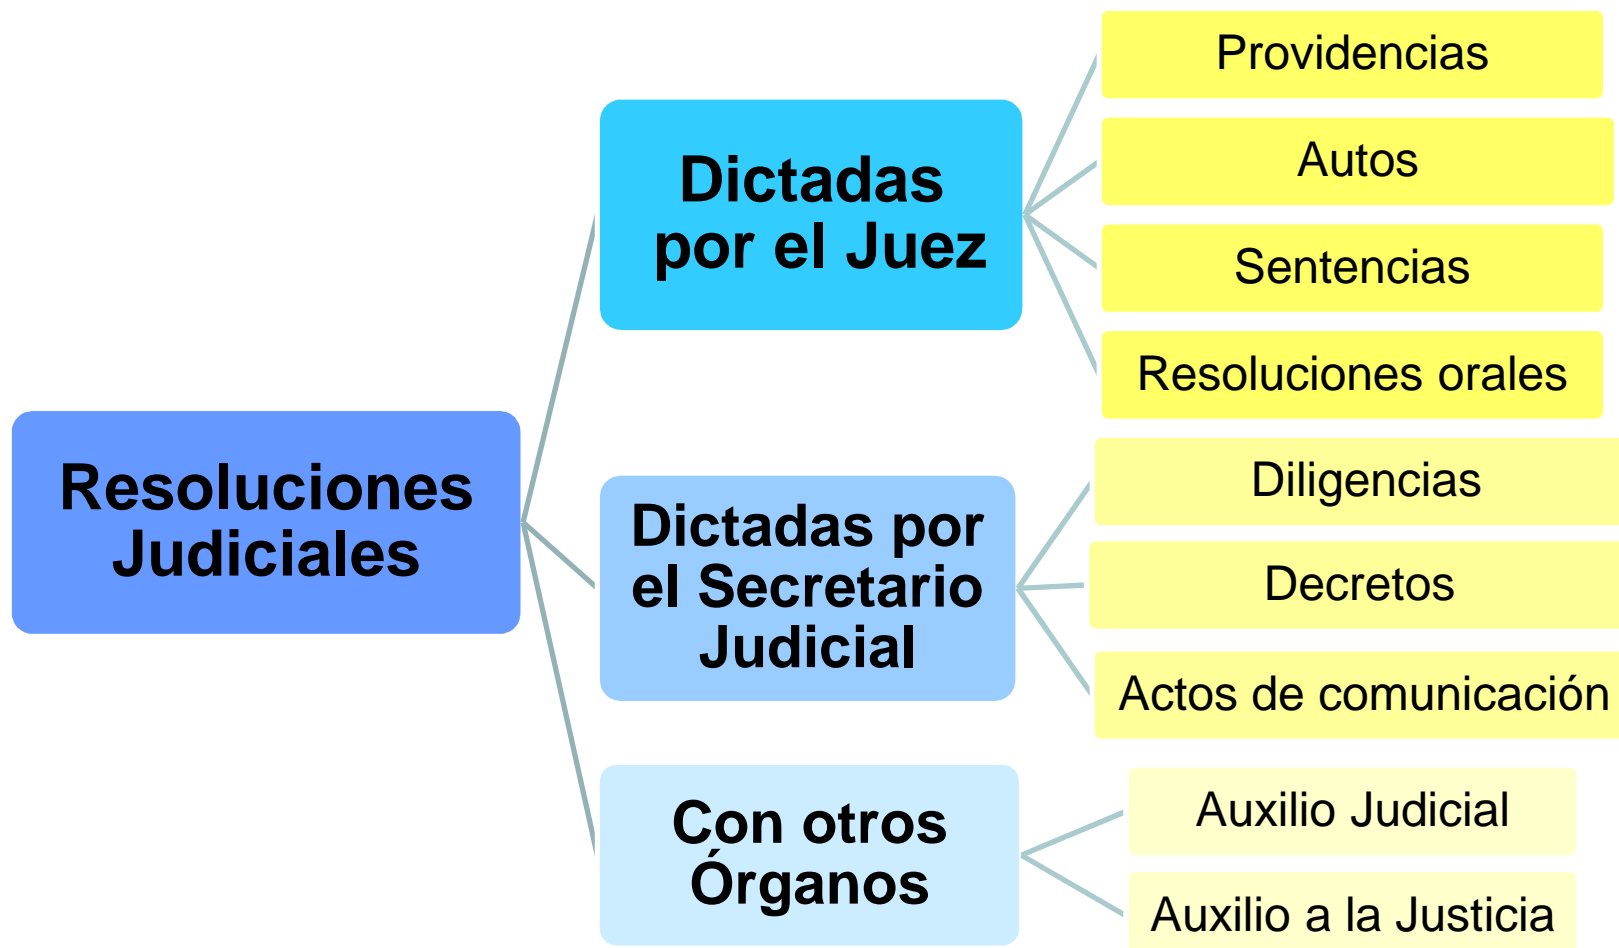 Resoluciones
Judiciales
Dictadas
por el Juez
Providencias
Autos
Sentencias
Resoluciones orales
Dictadas por
el Secretario
Judicial
Diligencias
Decretos
Actos de comunicación
Con otros
Órganos
Auxilio Judicial
Auxilio a la Justicia